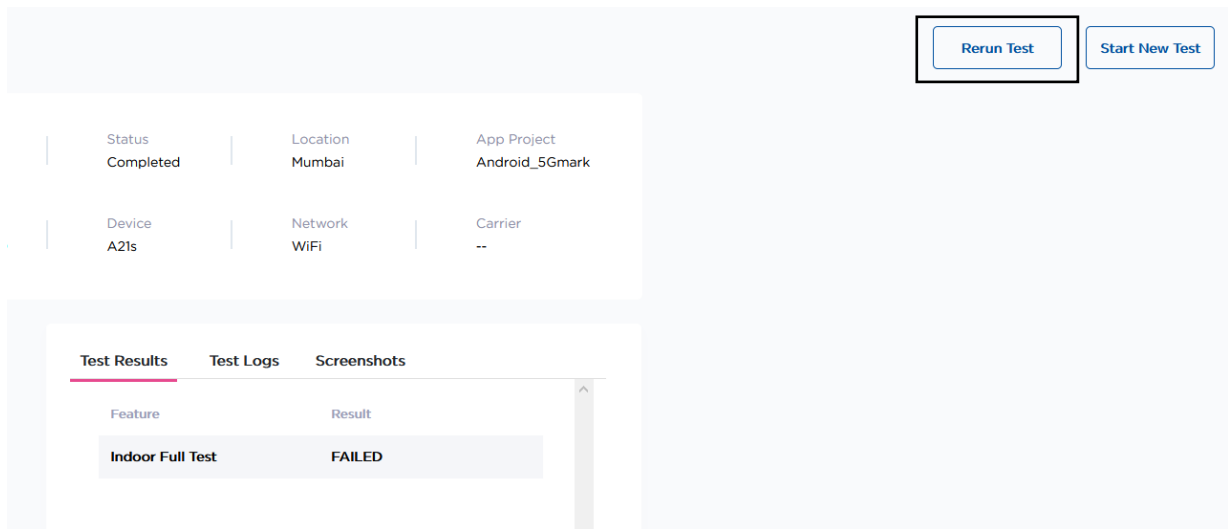 Rerun Test Start New Test
Status Location App Project
Completed Mumbai Android_5Gmark
Device Network Carrier
A21s WiFi --
Test Results Test Logs Screenshots
Feature Result
Indoor Full Test FAILED